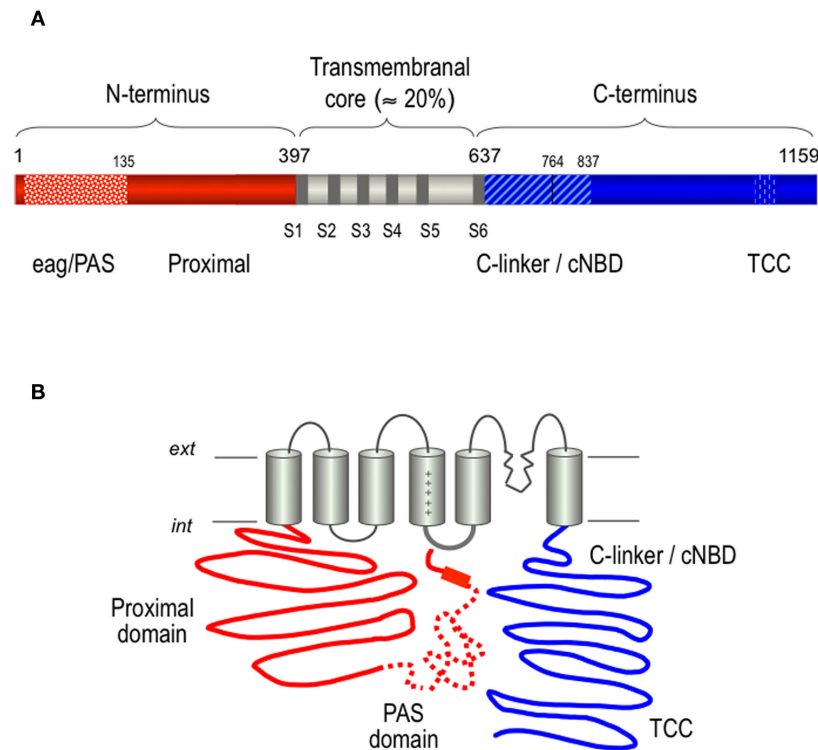 A
Transmembranal
N-terminus core (≈ 20%) C-terminus
1 135 397 637 764 837 1159
S1 S2 S3 S4 S5 S6
eag/PAS Proximal C-linker / cNBD TCC
B
ext
+
+
+
+
+
int
C-linker / cNBD
Proximal
domain
PAS
domain
TCC